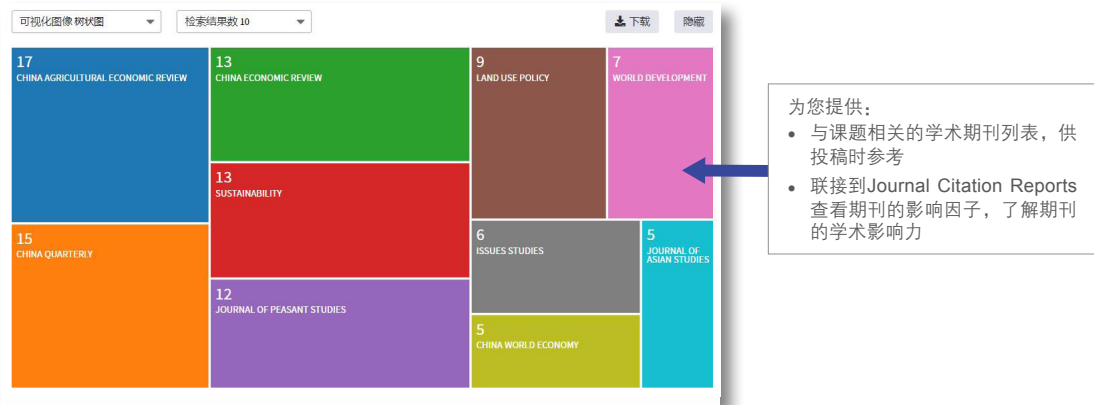 可视化图像 树状图
检索结果数 10
下载
隐藏
17
CHINA AGRICULTURAL ECONOMIC REVIEW
13
CHINA ECONOMIC REVIEW
9
LAND USE POLICY
7
WORLD DEVELOPMENT
13
SUSTAINABILITY
15
CHINA QUARTERLY
6
ISSUES STUDIES
5
JOURNAL OF
ASIAN STUDIES
12
JOURNAL OF PEASANT STUDIES
5
CHINA WORLD ECONOMY
为您提供:
• 与课题相关的学术期刊列表，供
投稿时参考
• 联接到Journal Citation Reports
查看期刊的影响因子，了解期刊
的学术影响力